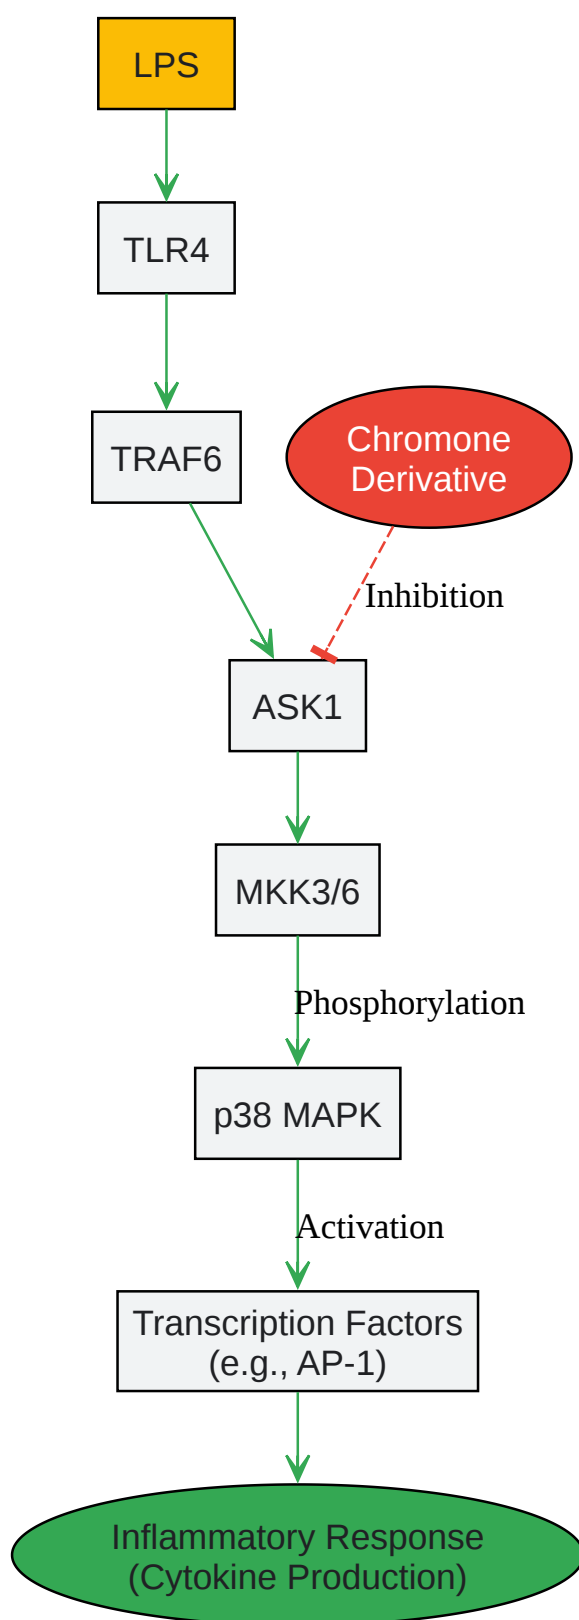 LPS
TLR4
TRAF6
Chromone
Derivative
Inhibition
ASK1
MKK3/6
Phosphorylation
p38 MAPK
Activation
Transcription Factors
(e.g., AP-1)
Inflammatory Response
(Cytokine Production)